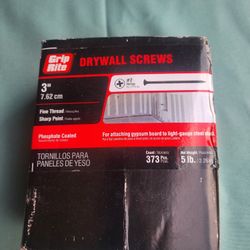 Grip
Rite
DRYWALL SCREWS
3"
7.62 cm
#2
Fine Thread
Sharp Point
Phosphate Coated
For attaching gypsum board to light-gauge steel studs.
TORNILLOS PARA
PANELES DE YESO
Count
373
Net Weight
5 lb.